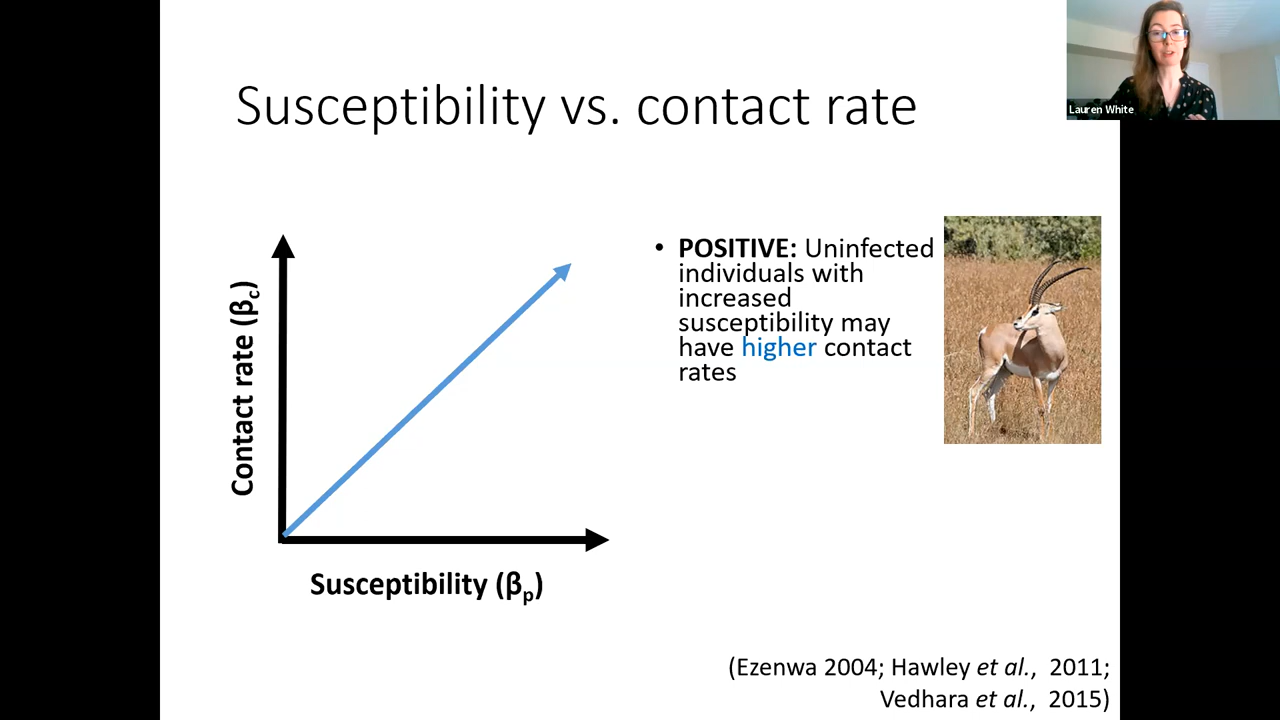 Susceptibility vs. contact rate
Lauren White
Contact rate (βc)
Susceptibility (βp)
• POSITIVE: Uninfected
individuals with
increased
susceptibility may
have higher contact
rates
(Ezenwa 2004; Hawley et al., 2011;
Vedhara et al., 2015)